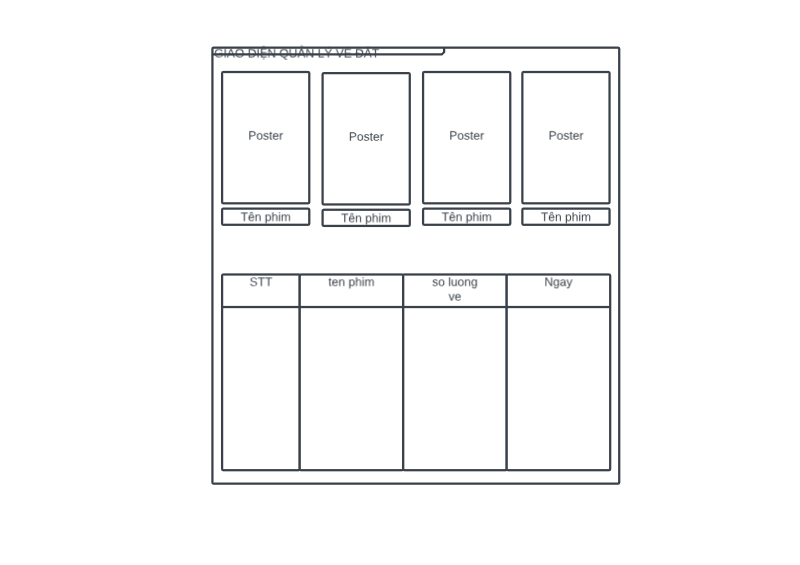 GIAO DIỆN QUẢN LÝ VÉ ĐẶT
Poster
Poster
Poster
Poster
Tên phim
Tên phim
Tên phim
Tên phim
STT
ten phim
so luong
ve
Ngay